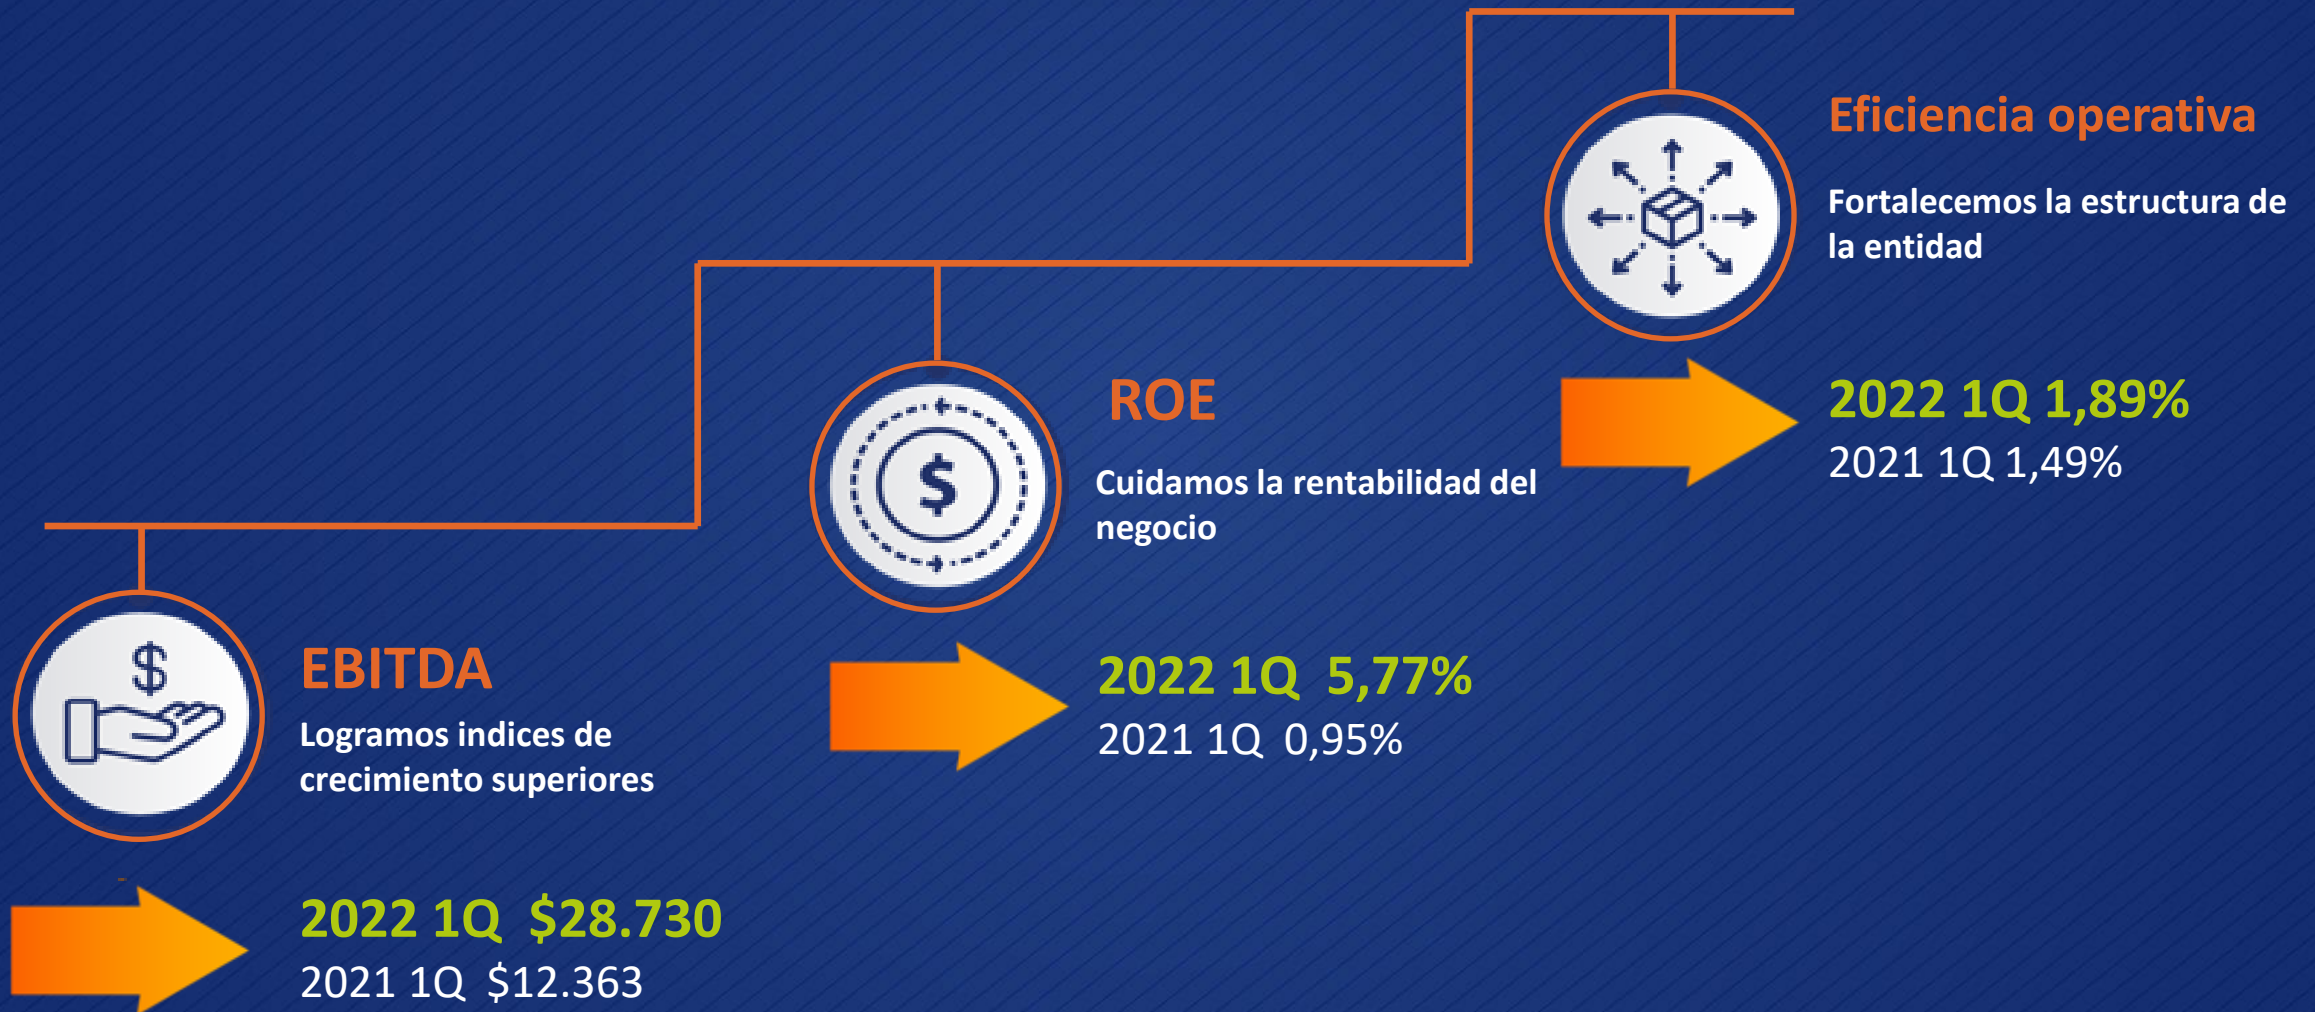 EBITDA
Logramos indices de
crecimiento superiores
2022 1Q $28.730
2021 1Q $12.363
ROE
Cuidamos la rentabilidad del
negocio
2022 1Q 5,77%
2021 1Q 0,95%
Eficiencia operativa
Fortalecemos la estructura de
la entidad
2022 1Q 1,89%
2021 1Q 1,49%